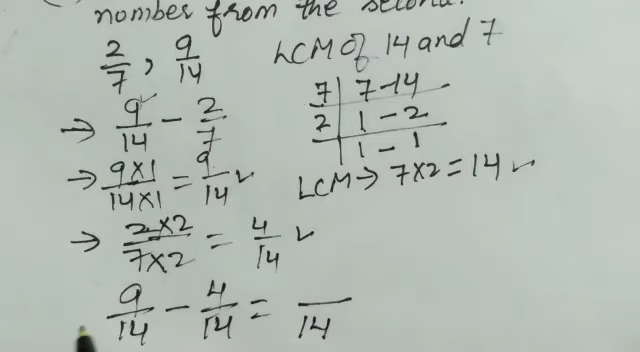 number from the second.
2/7, 9/14
LCM of 14 and 7
7 | 7 - 14
2 | 1 - 2
1 - 1
LCM → 7×2 = 14 ✓
→ 9/14 - 2/7
→ 9×1/14×1 = 9/14 ✓
→ 2×2/7×2 = 4/14 ✓
9/14 - 4/14 = /14